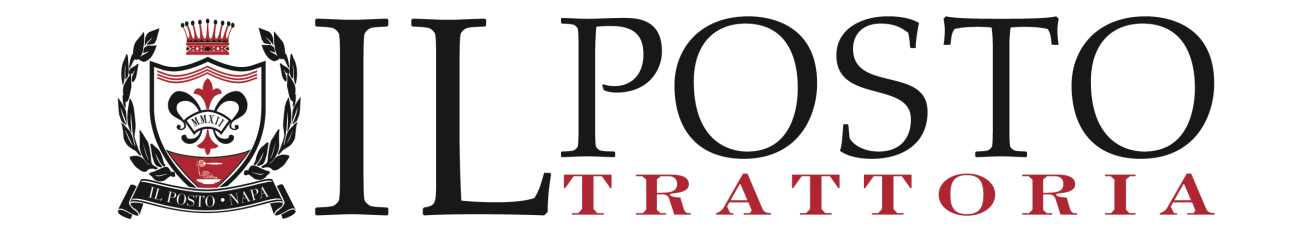 MMXII
IL POSTO • NAPA
IL POSTO
TRATTORIA